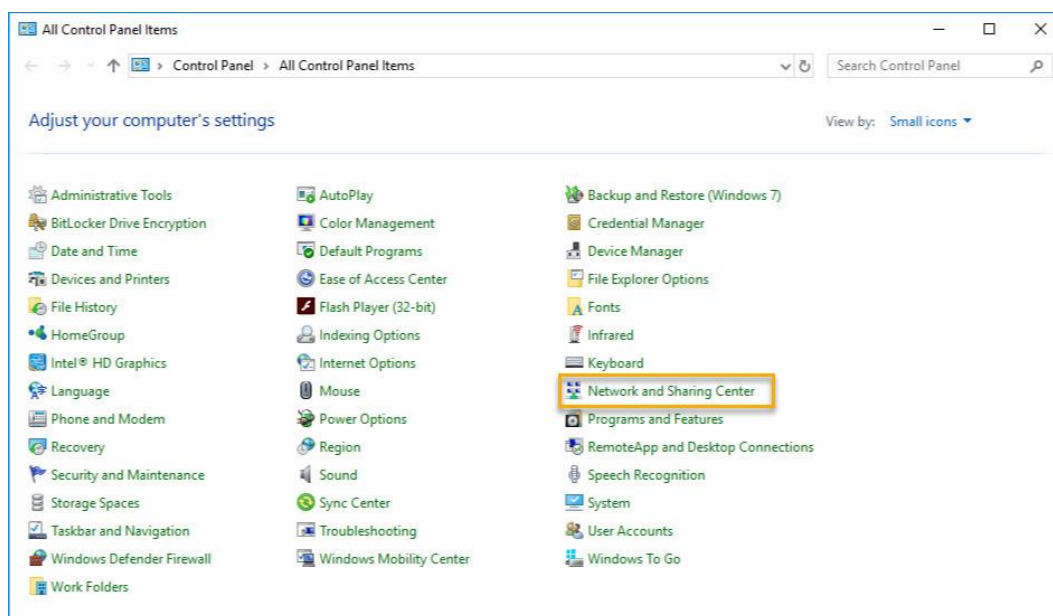 All Control Panel Items
Control Panel > All Control Panel Items
Search Control Panel
Adjust your computer's settings
View by: Small icons
Administrative Tools
AutoPlay
Backup and Restore (Windows 7)
BitLocker Drive Encryption
Color Management
Credential Manager
Date and Time
Default Programs
Device Manager
Devices and Printers
Ease of Access Center
File Explorer Options
File History
Flash Player (32-bit)
Fonts
HomeGroup
Indexing Options
Infrared
Intel® HD Graphics
Internet Options
Keyboard
Language
Mouse
Network and Sharing Center
Phone and Modem
Power Options
Programs and Features
Recovery
Region
RemoteApp and Desktop Connections
Security and Maintenance
Sound
Speech Recognition
Storage Spaces
Sync Center
System
Taskbar and Navigation
Troubleshooting
User Accounts
Windows Defender Firewall
Windows Mobility Center
Windows To Go
Work Folders